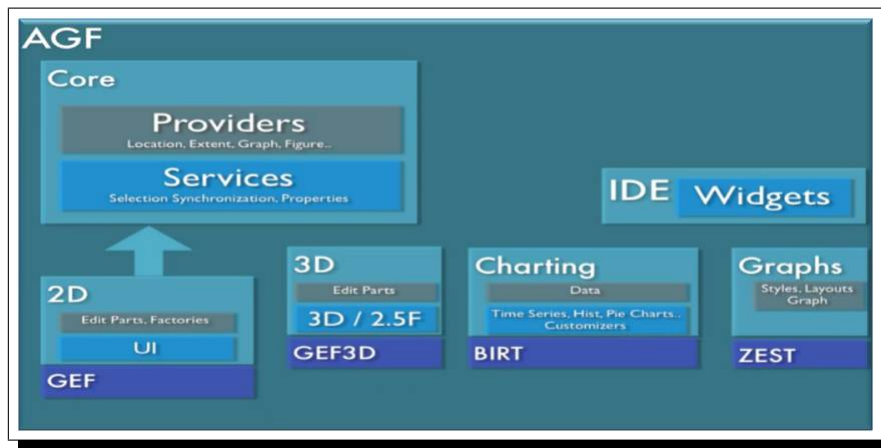 AGF
Core
Providers
Location, Extent, Graph, Figure..
Services
Selection Synchronization, Properties
IDE
Widgets
2D
Edit Parts, Factories
UI
GEF
3D
Edit Parts
3D / 2.5F
GEF3D
Charting
Data
Time Series, Hist, Pie Charts..
Customizers
BIRT
Graphs
Styles, Layouts
Graph
ZEST